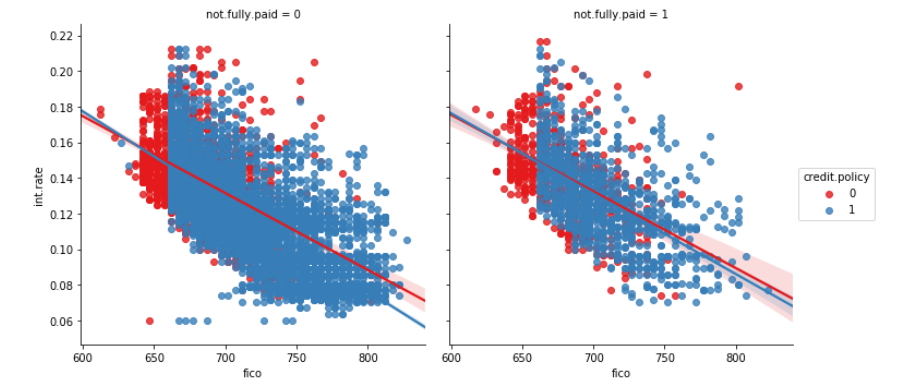 not.fully.paid = 0
not.fully.paid = 1
int.rate
0.22
0.20
0.18
0.16
0.14
0.12
0.10
0.08
0.06
600 650 700 750 800
fico
600 650 700 750 800
fico
credit.policy
0
1